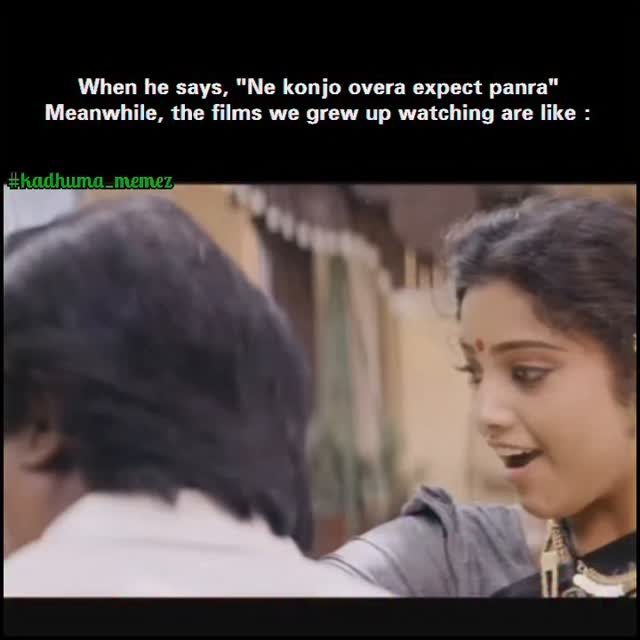 When he says, "Ne konjo overa expect panra"
Meanwhile, the films we grew up watching are like :
#kadhuma_memez